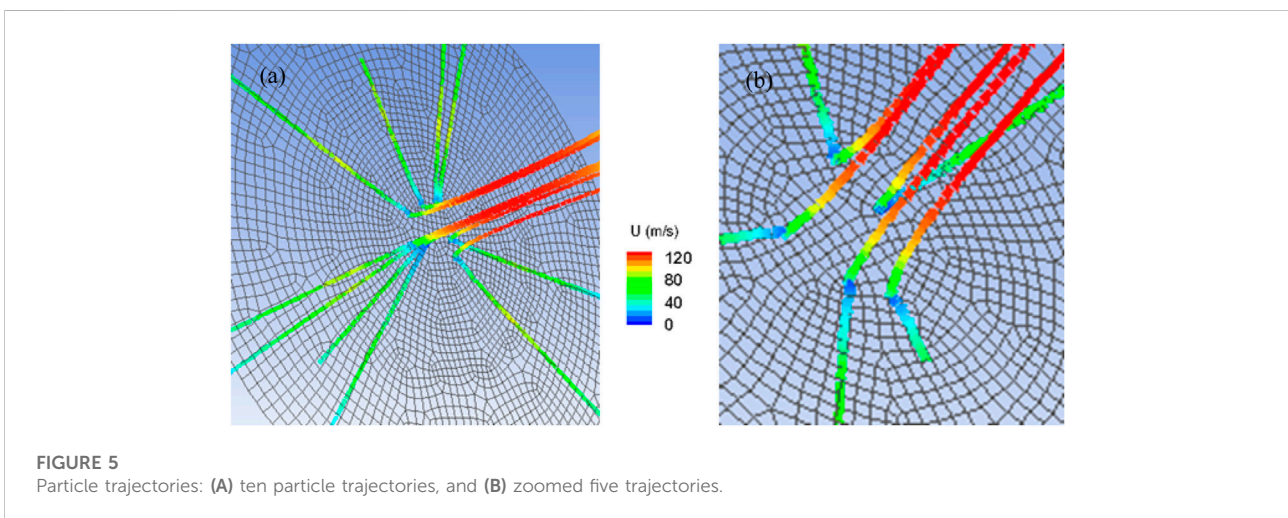 (a)
(b)
U (m/s)
120
80
40
0
FIGURE 5
Particle trajectories: (A) ten particle trajectories, and (B) zoomed five trajectories.